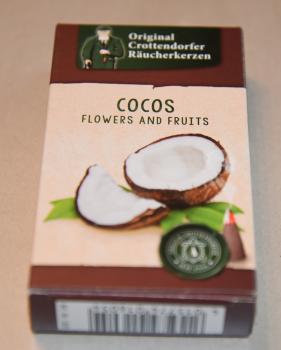 Original
Crottendorfer
Räucherkerzen
COCOS
FLOWERS AND FRUITS